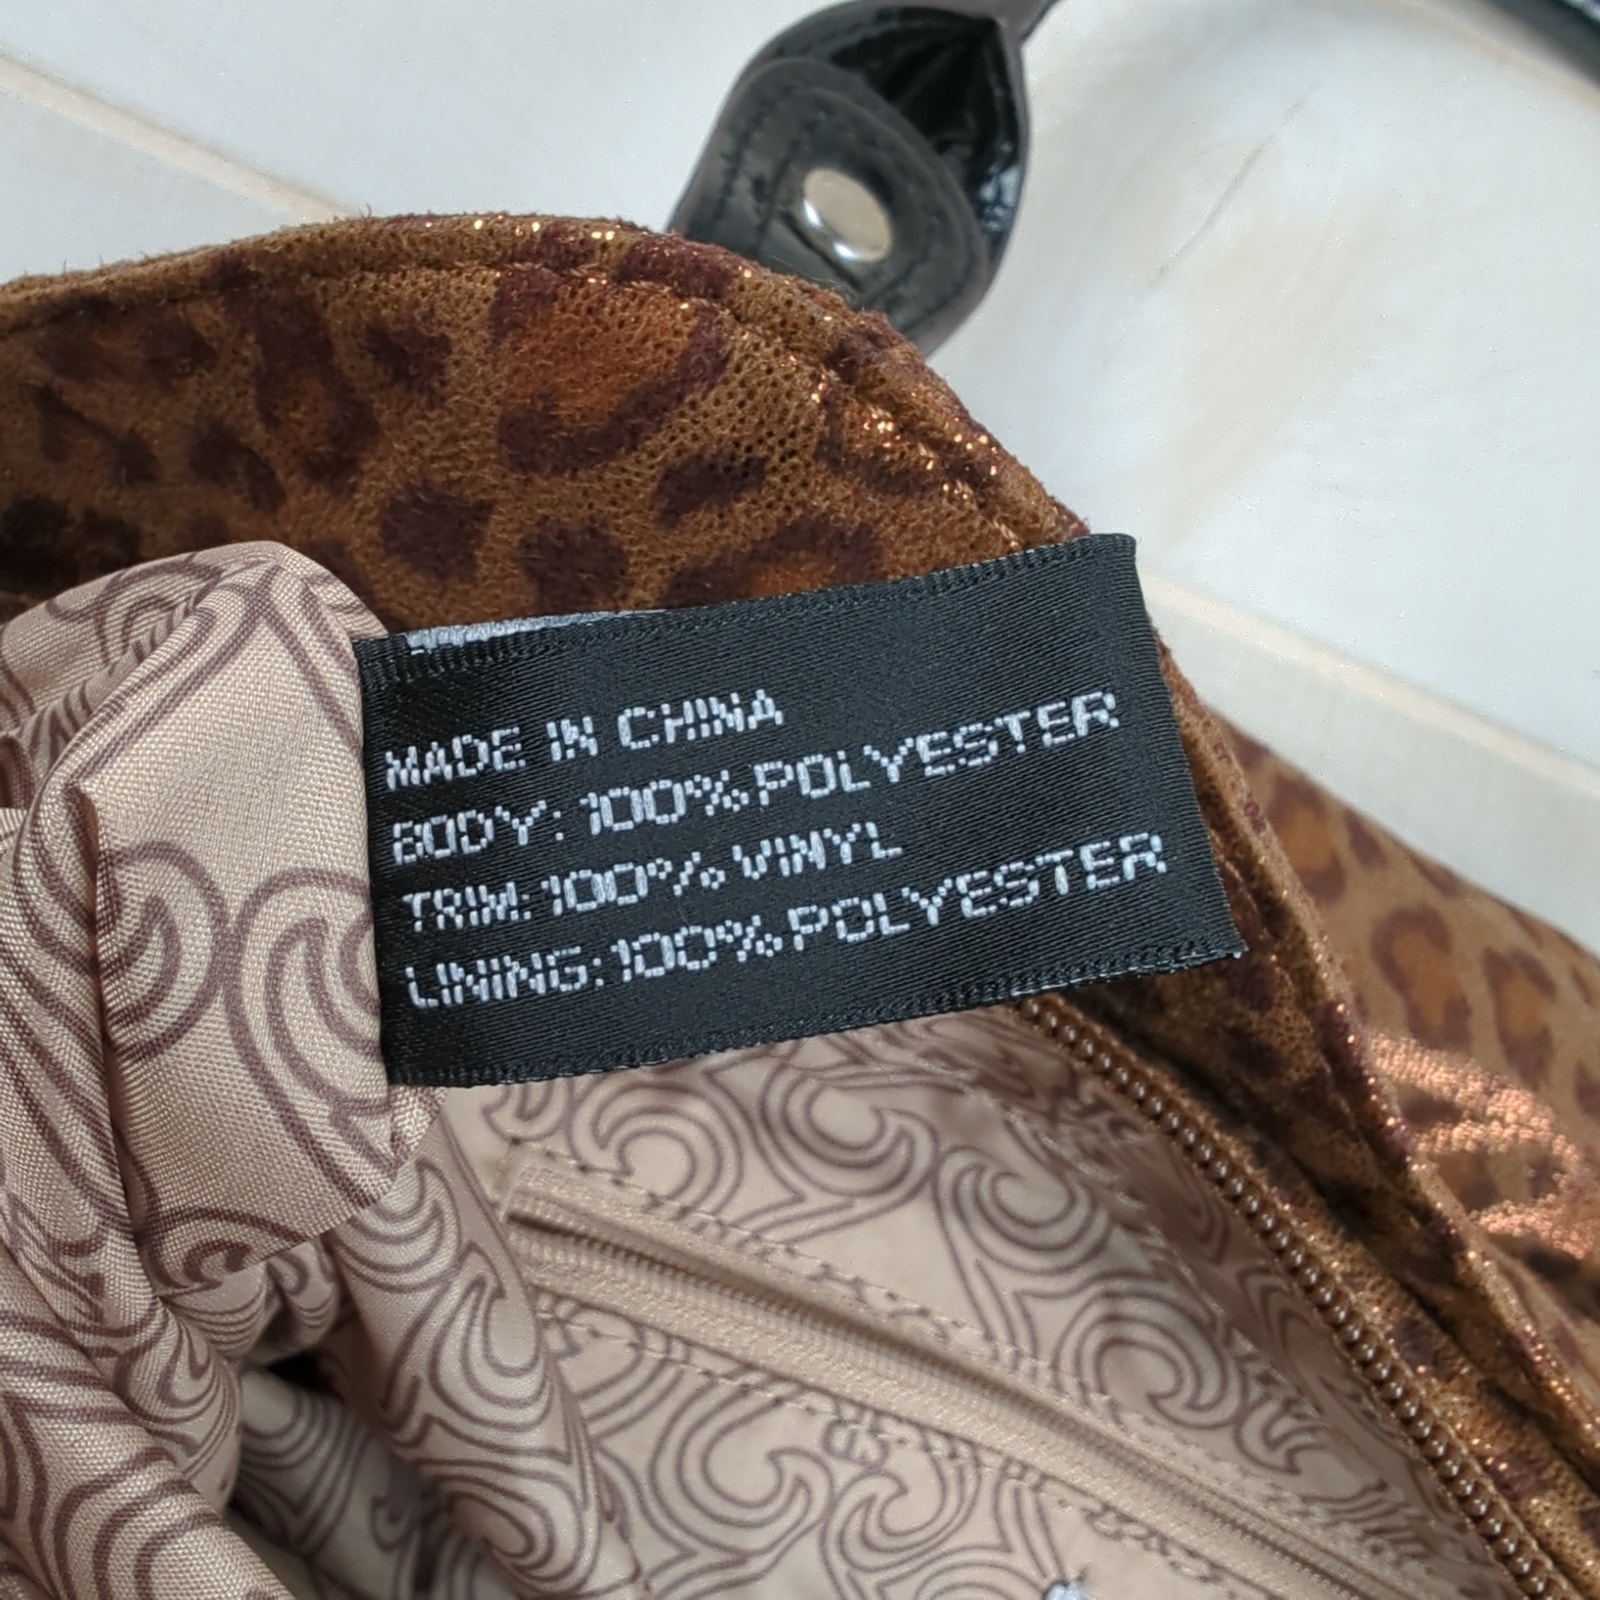 MADE IN CHINA
BODY: 100% POLYESTER
TRIM: 100% VINYL
LINING: 100% POLYESTER